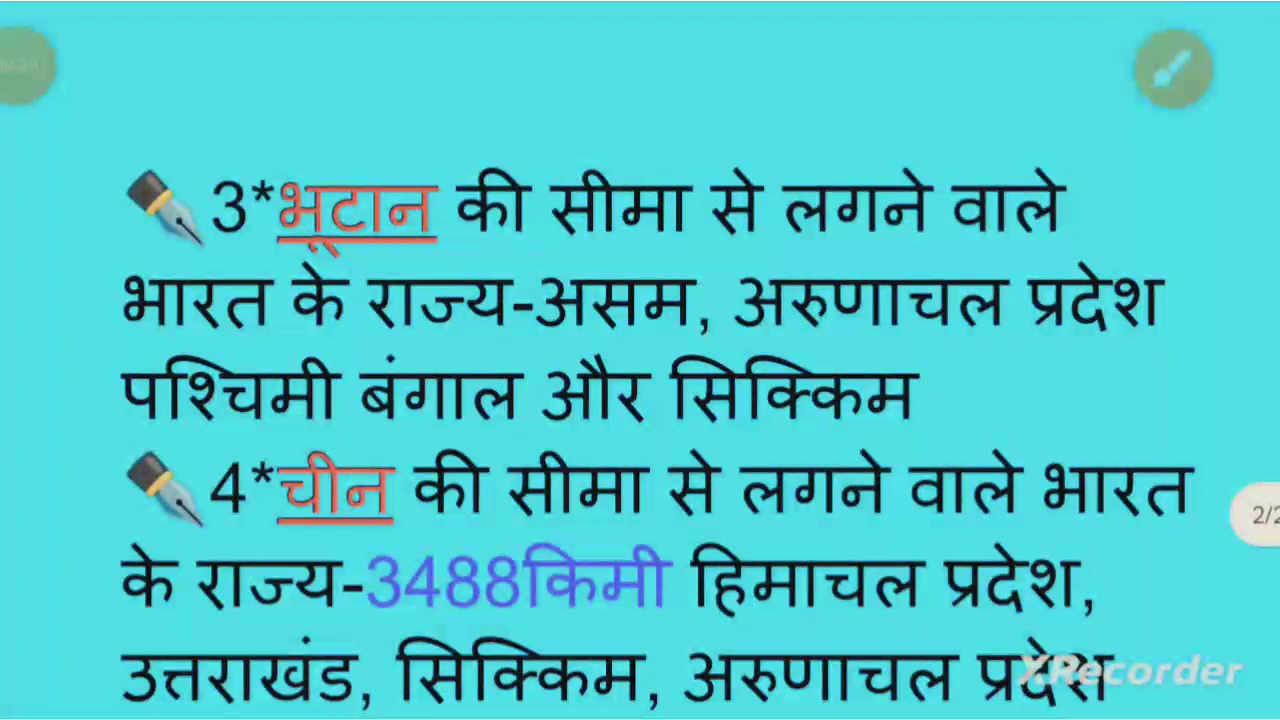 3*भूटान की सीमा से लगने वाले
भारत के राज्य-असम, अरुणाचल प्रदेश
पश्चिमी बंगाल और सिक्किम
4*चीन की सीमा से लगने वाले भारत
के राज्य-3488किमी हिमाचल प्रदेश,
2/2
उत्तराखंड, सिक्किम, अरुणाचल प्रदेस
XRecorder